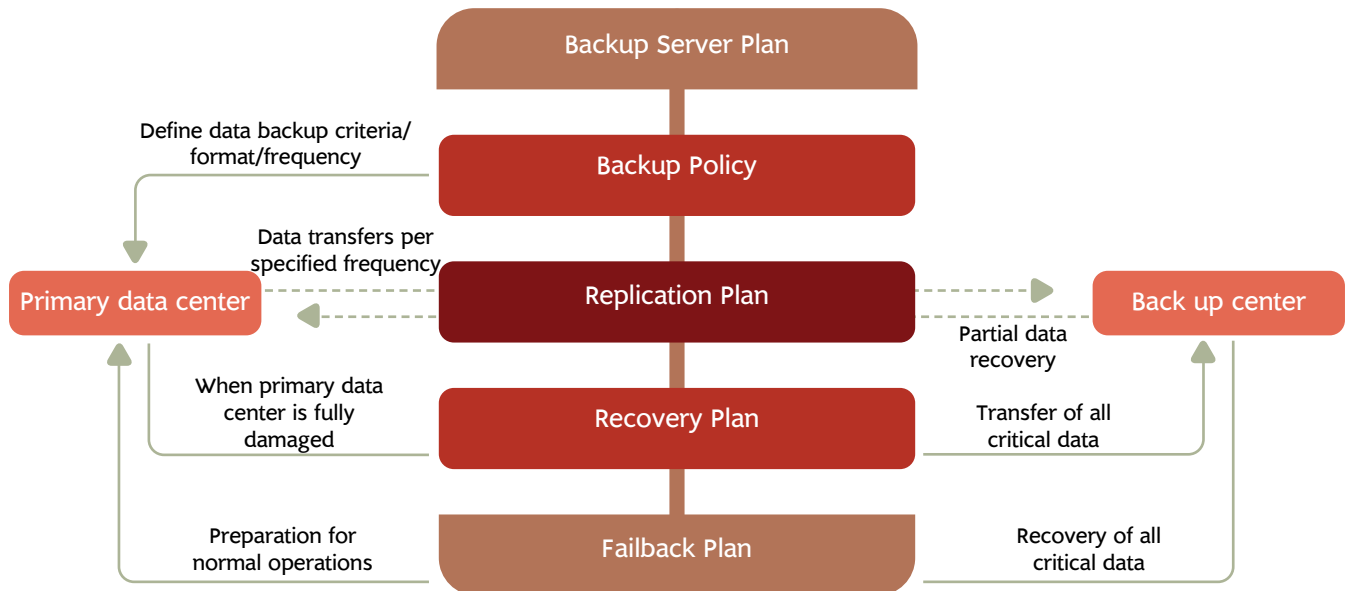 Backup Server Plan
Define data backup criteria/
format/frequency
Backup Policy
Data transfers per
specified frequency
Primary data center
Replication Plan
Back up center
Partial data
recovery
When primary data
center is fully
damaged
Recovery Plan
Transfer of all
critical data
Preparation for
normal operations
Failback Plan
Recovery of all
critical data